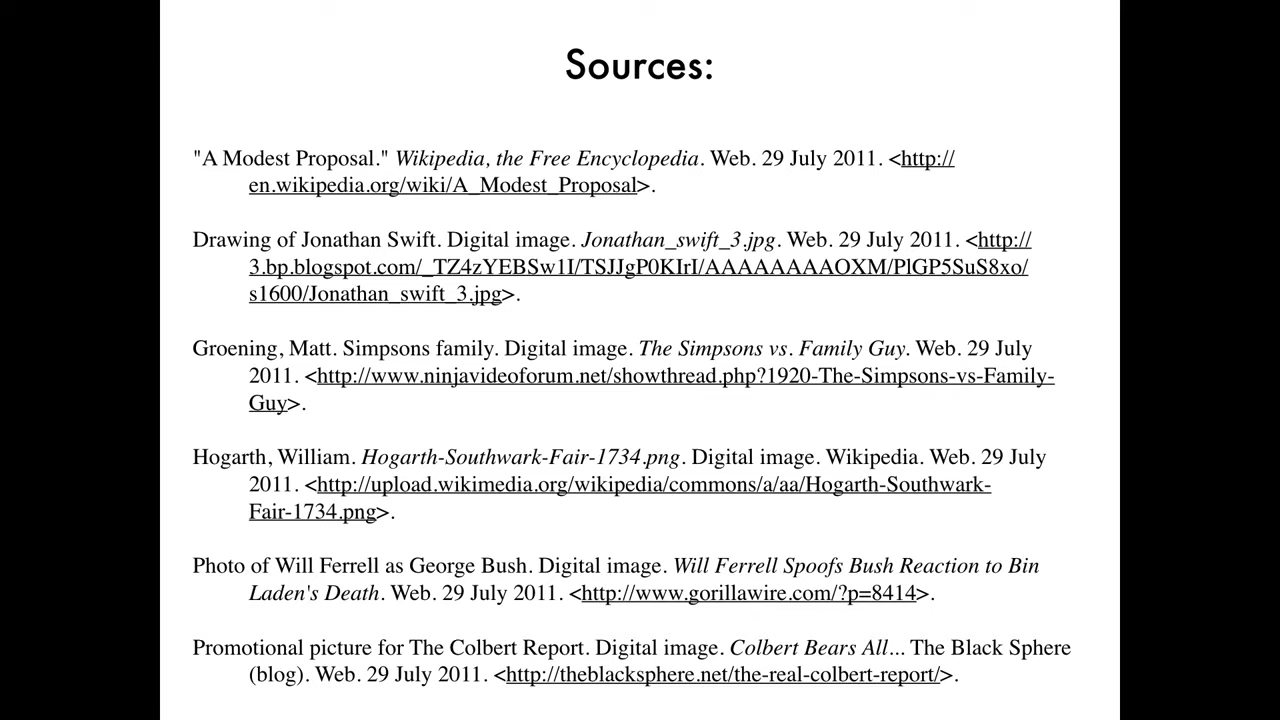 Sources:
"A Modest Proposal." Wikipedia, the Free Encyclopedia. Web. 29 July 2011. <http://
en.wikipedia.org/wiki/A_Modest_Proposal>.
Drawing of Jonathan Swift. Digital image. Jonathan_swift_3.jpg. Web. 29 July 2011. <http://
3.bp.blogspot.com/_TZ4zYEBSw1I/TSJJgP0KIrI/AAAAAAAAOXM/PlGP5SuS8xo/
s1600/Jonathan_swift_3.jpg>.
Groening, Matt. Simpsons family. Digital image. The Simpsons vs. Family Guy. Web. 29 July
2011. <http://www.ninjavideoforum.net/showthread.php?1920-The-Simpsons-vs-Family-
Guy>.
Hogarth, William. Hogarth-Southwark-Fair-1734.png. Digital image. Wikipedia. Web. 29 July
2011. <http://upload.wikimedia.org/wikipedia/commons/a/aa/Hogarth-Southwark-
Fair-1734.png>.
Photo of Will Ferrell as George Bush. Digital image. Will Ferrell Spoofs Bush Reaction to Bin
Laden's Death. Web. 29 July 2011. <http://www.gorillawire.com/?p=8414>.
Promotional picture for The Colbert Report. Digital image. Colbert Bears All... The Black Sphere
(blog). Web. 29 July 2011. <http://theblacksphere.net/the-real-colbert-report/>.